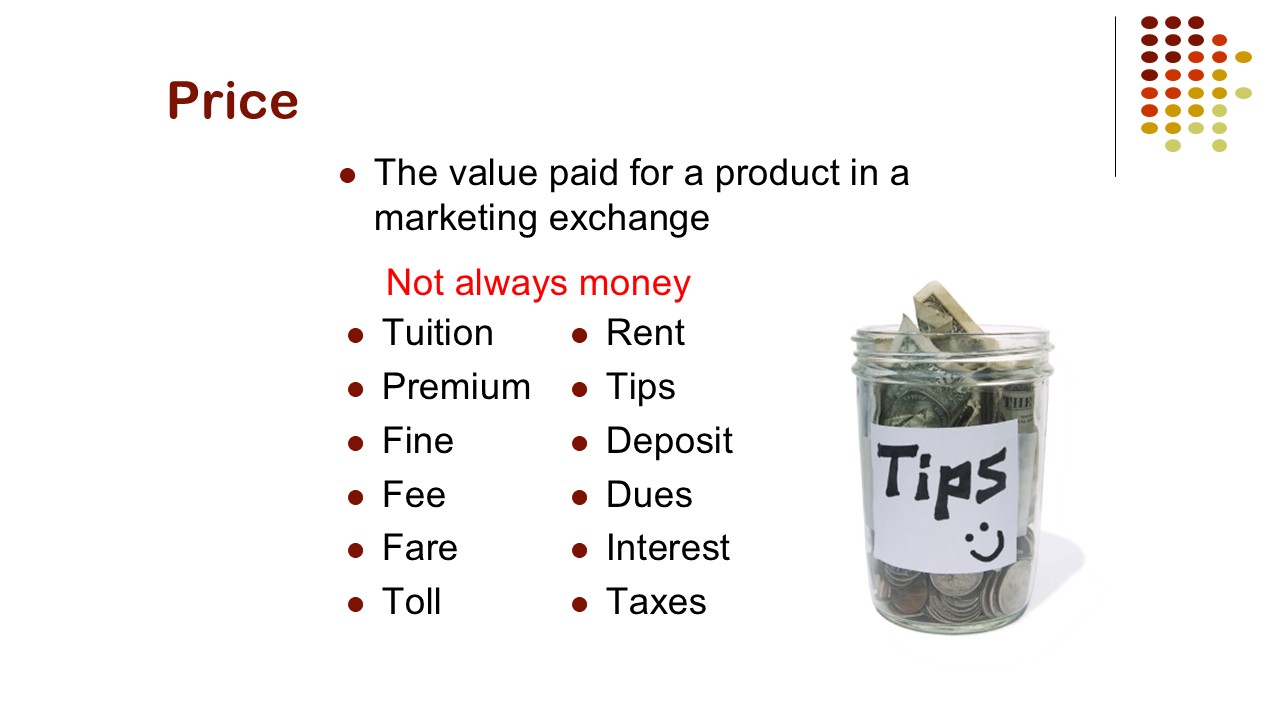 Price
The value paid for a product in a
marketing exchange
Not always money
Tuition
Premium
Fine
Fee
Fare
Toll
Rent
Tips
Deposit
Dues
Interest
Taxes
THE
Tips